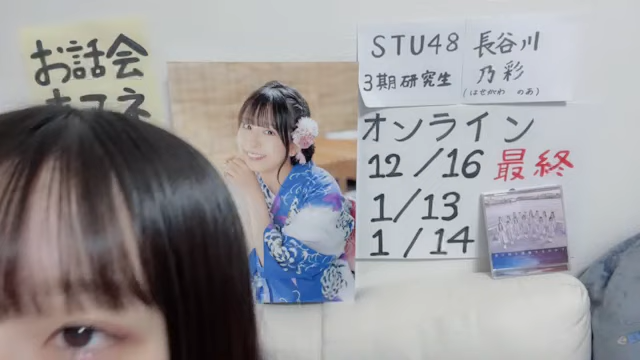 お話会
STU48
3期研究生
長谷川
乃彩
(はせがわ のあ)
オンライン
12/16 最終
1/13
1/14